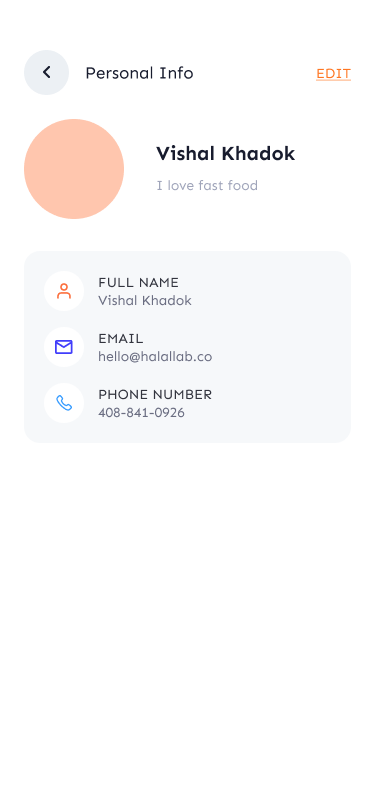 Personal Info
EDIT
Vishal Khadok
I love fast food
FULL NAME
Vishal Khadok
EMAIL
hello@halallab.co
PHONE NUMBER
408-841-0926